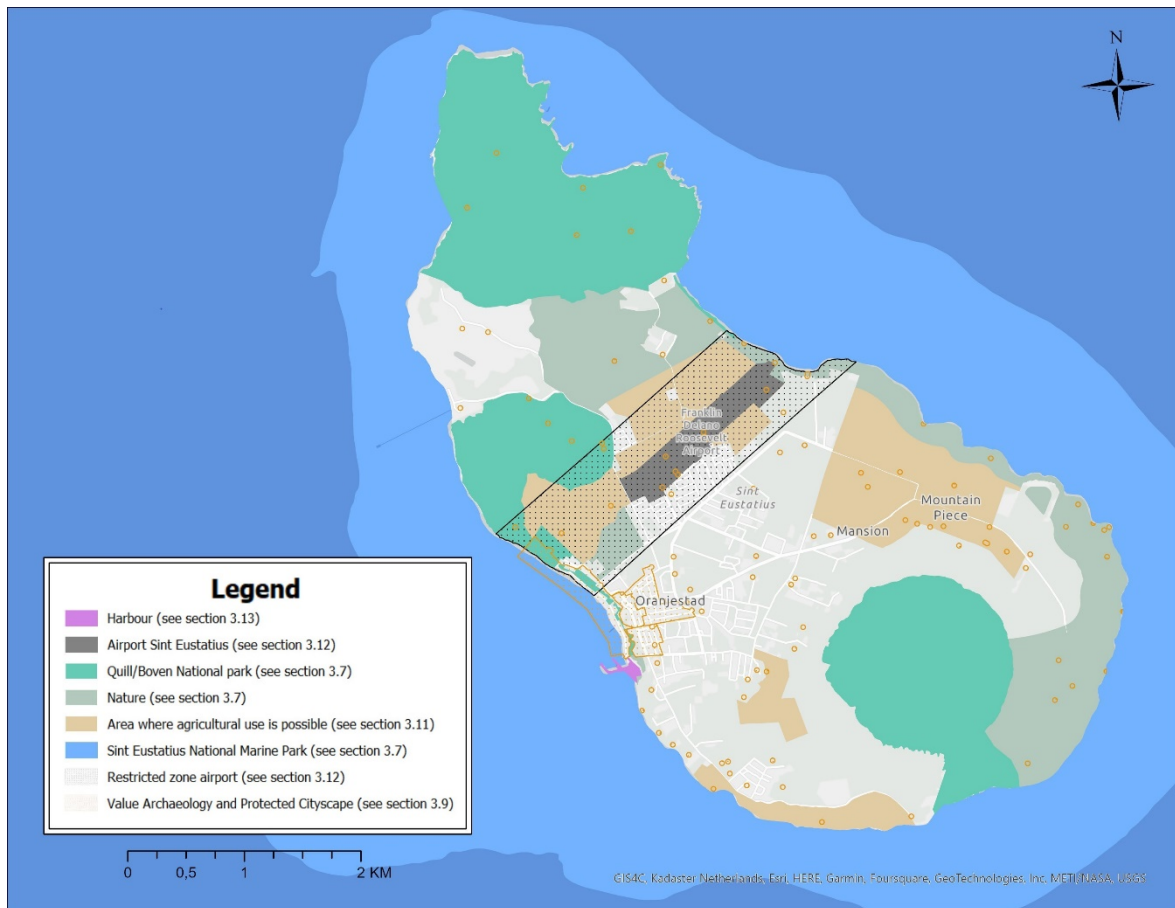 N
Franklin
Delano
Roosevelt
Airport
Sint
Eustatius
Mountain
Piece
Mansion
Oranjestad
Legend
Harbour (see section 3.13)
Airport Sint Eustatius (see section 3.12)
Quill/Boven National park (see section 3.7)
Nature (see section 3.7)
Area where agricultural use is possible (see section 3.11)
Sint Eustatius National Marine Park (see section 3.7)
Restricted zone airport (see section 3.12)
Value Archaeology and Protected Cityscape (see section 3.9)
0 0,5 1 2 KM
GIS4C, Kadaster Netherlands, Esri, HERE, Garmin, Foursquare, GeoTechnologies, Inc, METI/NASA, USGS